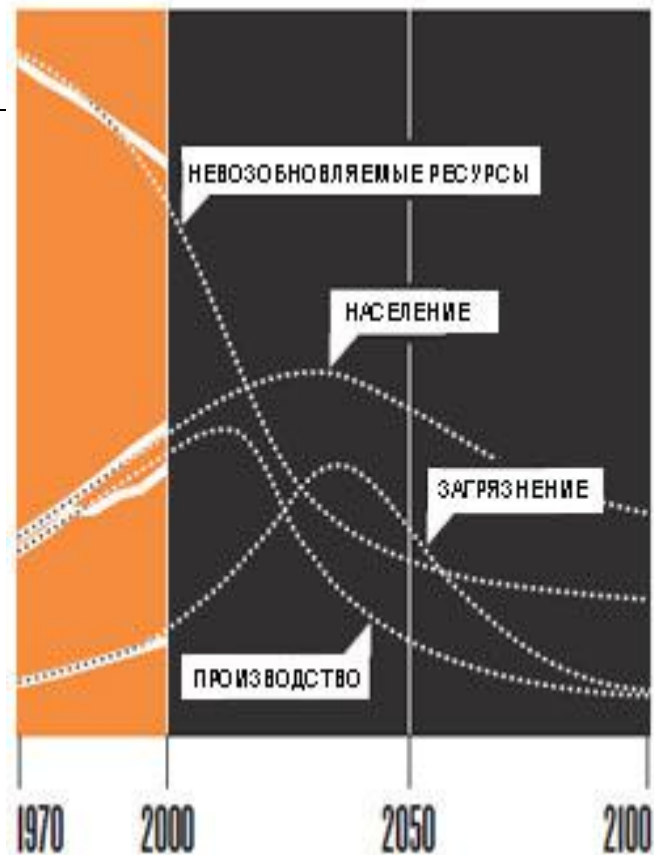 НЕВОЗОБНОВЛЯЕМЫЕ РЕСУРСЫ
НАСЕЛЕНИЕ
ЗАГРЯЗНЕНИЕ
ПРОИЗВОДСТВО
1970 2000 2050 2100